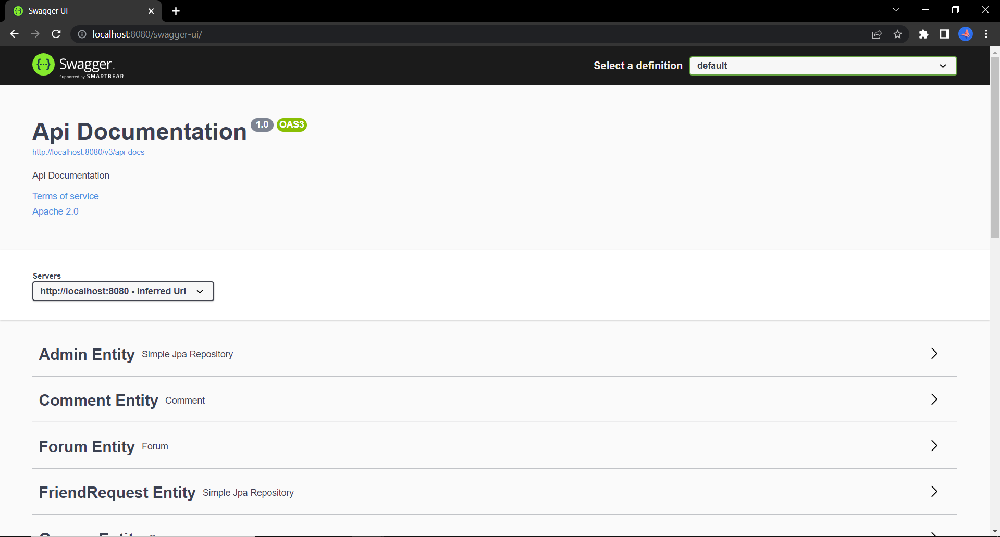 Swagger UI
localhost:8080/swagger-ui/
Swagger
Supported by SMARTBEAR
Select a definition
default
Api Documentation 1.0 OAS3
http://localhost:8080/v3/api-docs
Api Documentation
Terms of service
Apache 2.0
Servers
http://localhost:8080 - Inferred Url
Admin Entity Simple Jpa Repository
Comment Entity Comment
Forum Entity Forum
FriendRequest Entity Simple Jpa Repository